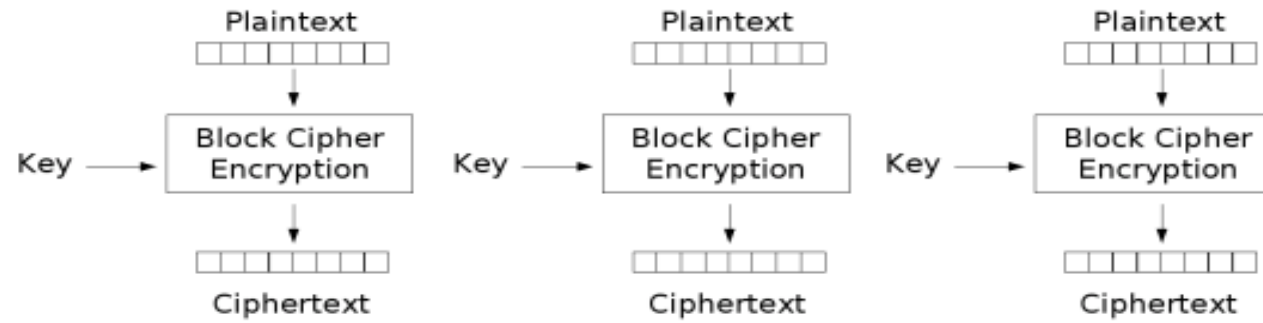 Plaintext
Plaintext
Plaintext
Key
Block Cipher
Encryption
Key
Block Cipher
Encryption
Key
Block Cipher
Encryption
Ciphertext
Ciphertext
Ciphertext